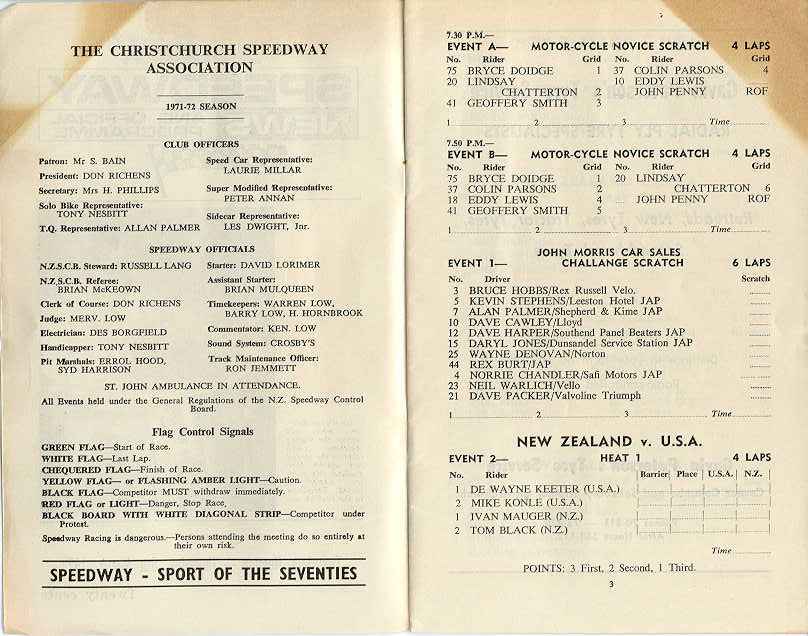 THE CHRISTCHURCH SPEEDWAY
ASSOCIATION
1971-72 SEASON
CLUB OFFICERS
Patron: Mr S. BAIN
President: DON RICHENS
Secretary: Mrs H. PHILLIPS
Solo Bike Representative:
TONY NESBITT
T.Q. Representative: ALLAN PALMER
Speed Car Representative:
LAURIE MILLAR
Super Modified Representative:
PETER ANNAN
Sidecar Representative:
LES DWIGHT, Jnr.
SPEEDWAY OFFICIALS
N.Z.S.C.B. Steward: RUSSELL LANG
N.Z.S.C.B. Referee:
BRIAN McKEOWN
Clerk of Course: DON RICHENS
Judge: MERV. LOW
Electrician: DES BORGFIELD
Handicapper: TONY NESBITT
Pit Marshals: ERROL HOOD,
SYD HARRISON
Starter: DAVID LORIMER
Assistant Starter:
BRIAN MULQUEEN
Timekeepers: WARREN LOW,
BARRY LOW, H. HORNBROOK
Commentator: KEN. LOW
Sound System: CROSBY'S
Track Maintenance Officer:
RON JEMMETT
ST. JOHN AMBULANCE IN ATTENDANCE.
All Events held under the General Regulations of the N.Z. Speedway Control
Board.
Flag Control Signals
GREEN FLAG—Start of Race.
WHITE FLAG—Last Lap.
CHEQUERED FLAG—Finish of Race.
YELLOW FLAG— or FLASHING AMBER LIGHT—Caution.
BLACK FLAG—Competitor MUST withdraw immediately.
RED FLAG or LIGHT—Danger, Stop Race,
BLACK BOARD WITH WHITE DIAGONAL STRIP—Competitor under
Protest.
Speedway Racing is dangerous.—Persons attending the meeting do so entirely at
their own risk.
SPEEDWAY - SPORT OF THE SEVENTIES
7.30 P.M.—
EVENT A— MOTOR-CYCLE NOVICE SCRATCH 4 LAPS
No. Rider Grid No. Rider Grid
75 BRYCE DOIDGE 1 37 COLIN PARSONS 4
20 LINDSAY 10 EDDY LEWIS
CHATTERTON 2 JOHN PENNY ROF
41 GEOFFERY SMITH 3
1 2 3 Time
7.50 P.M.—
EVENT B— MOTOR-CYCLE NOVICE SCRATCH 4 LAPS
No. Rider Grid No. Rider Grid
75 BRYCE DOIDGE 1 20 LINDSAY
37 COLIN PARSONS 2 CHATTERTON 6
18 EDDY LEWIS 4 JOHN PENNY ROF
41 GEOFFERY SMITH 5
1 2 3 Time
JOHN MORRIS CAR SALES
EVENT 1— CHALLANGE SCRATCH 6 LAPS
No. Driver Scratch
3 BRUCE HOBBS/Rex Russell Velo.
5 KEVIN STEPHENS/Leeston Hotel JAP
7 ALAN PALMER/Shepherd & Kime JAP
10 DAVE CAWLEY/Lloyd
12 DAVE HARPER/Southend Panel Beaters JAP
15 DARYL JONES/Dunsandel Service Station JAP
25 WAYNE DENOVAN/Norton
44 REX BURT/JAP
4 NORRIE CHANDLER/Safi Motors JAP
23 NEIL WARLICH/Vello
21 DAVE PACKER/Valvoline Triumph
1 2 3 Time
NEW ZEALAND v. U.S.A.
EVENT 2— HEAT 1 4 LAPS
No. Rider Barrier Place U.S.A. N.Z.
1 DE WAYNE KEETER (U.S.A.)
2 MIKE KONLE (U.S.A.)
1 IVAN MAUGER (N.Z.)
2 TOM BLACK (N.Z.)
Time
POINTS: 3 First, 2 Second, 1 Third.
3